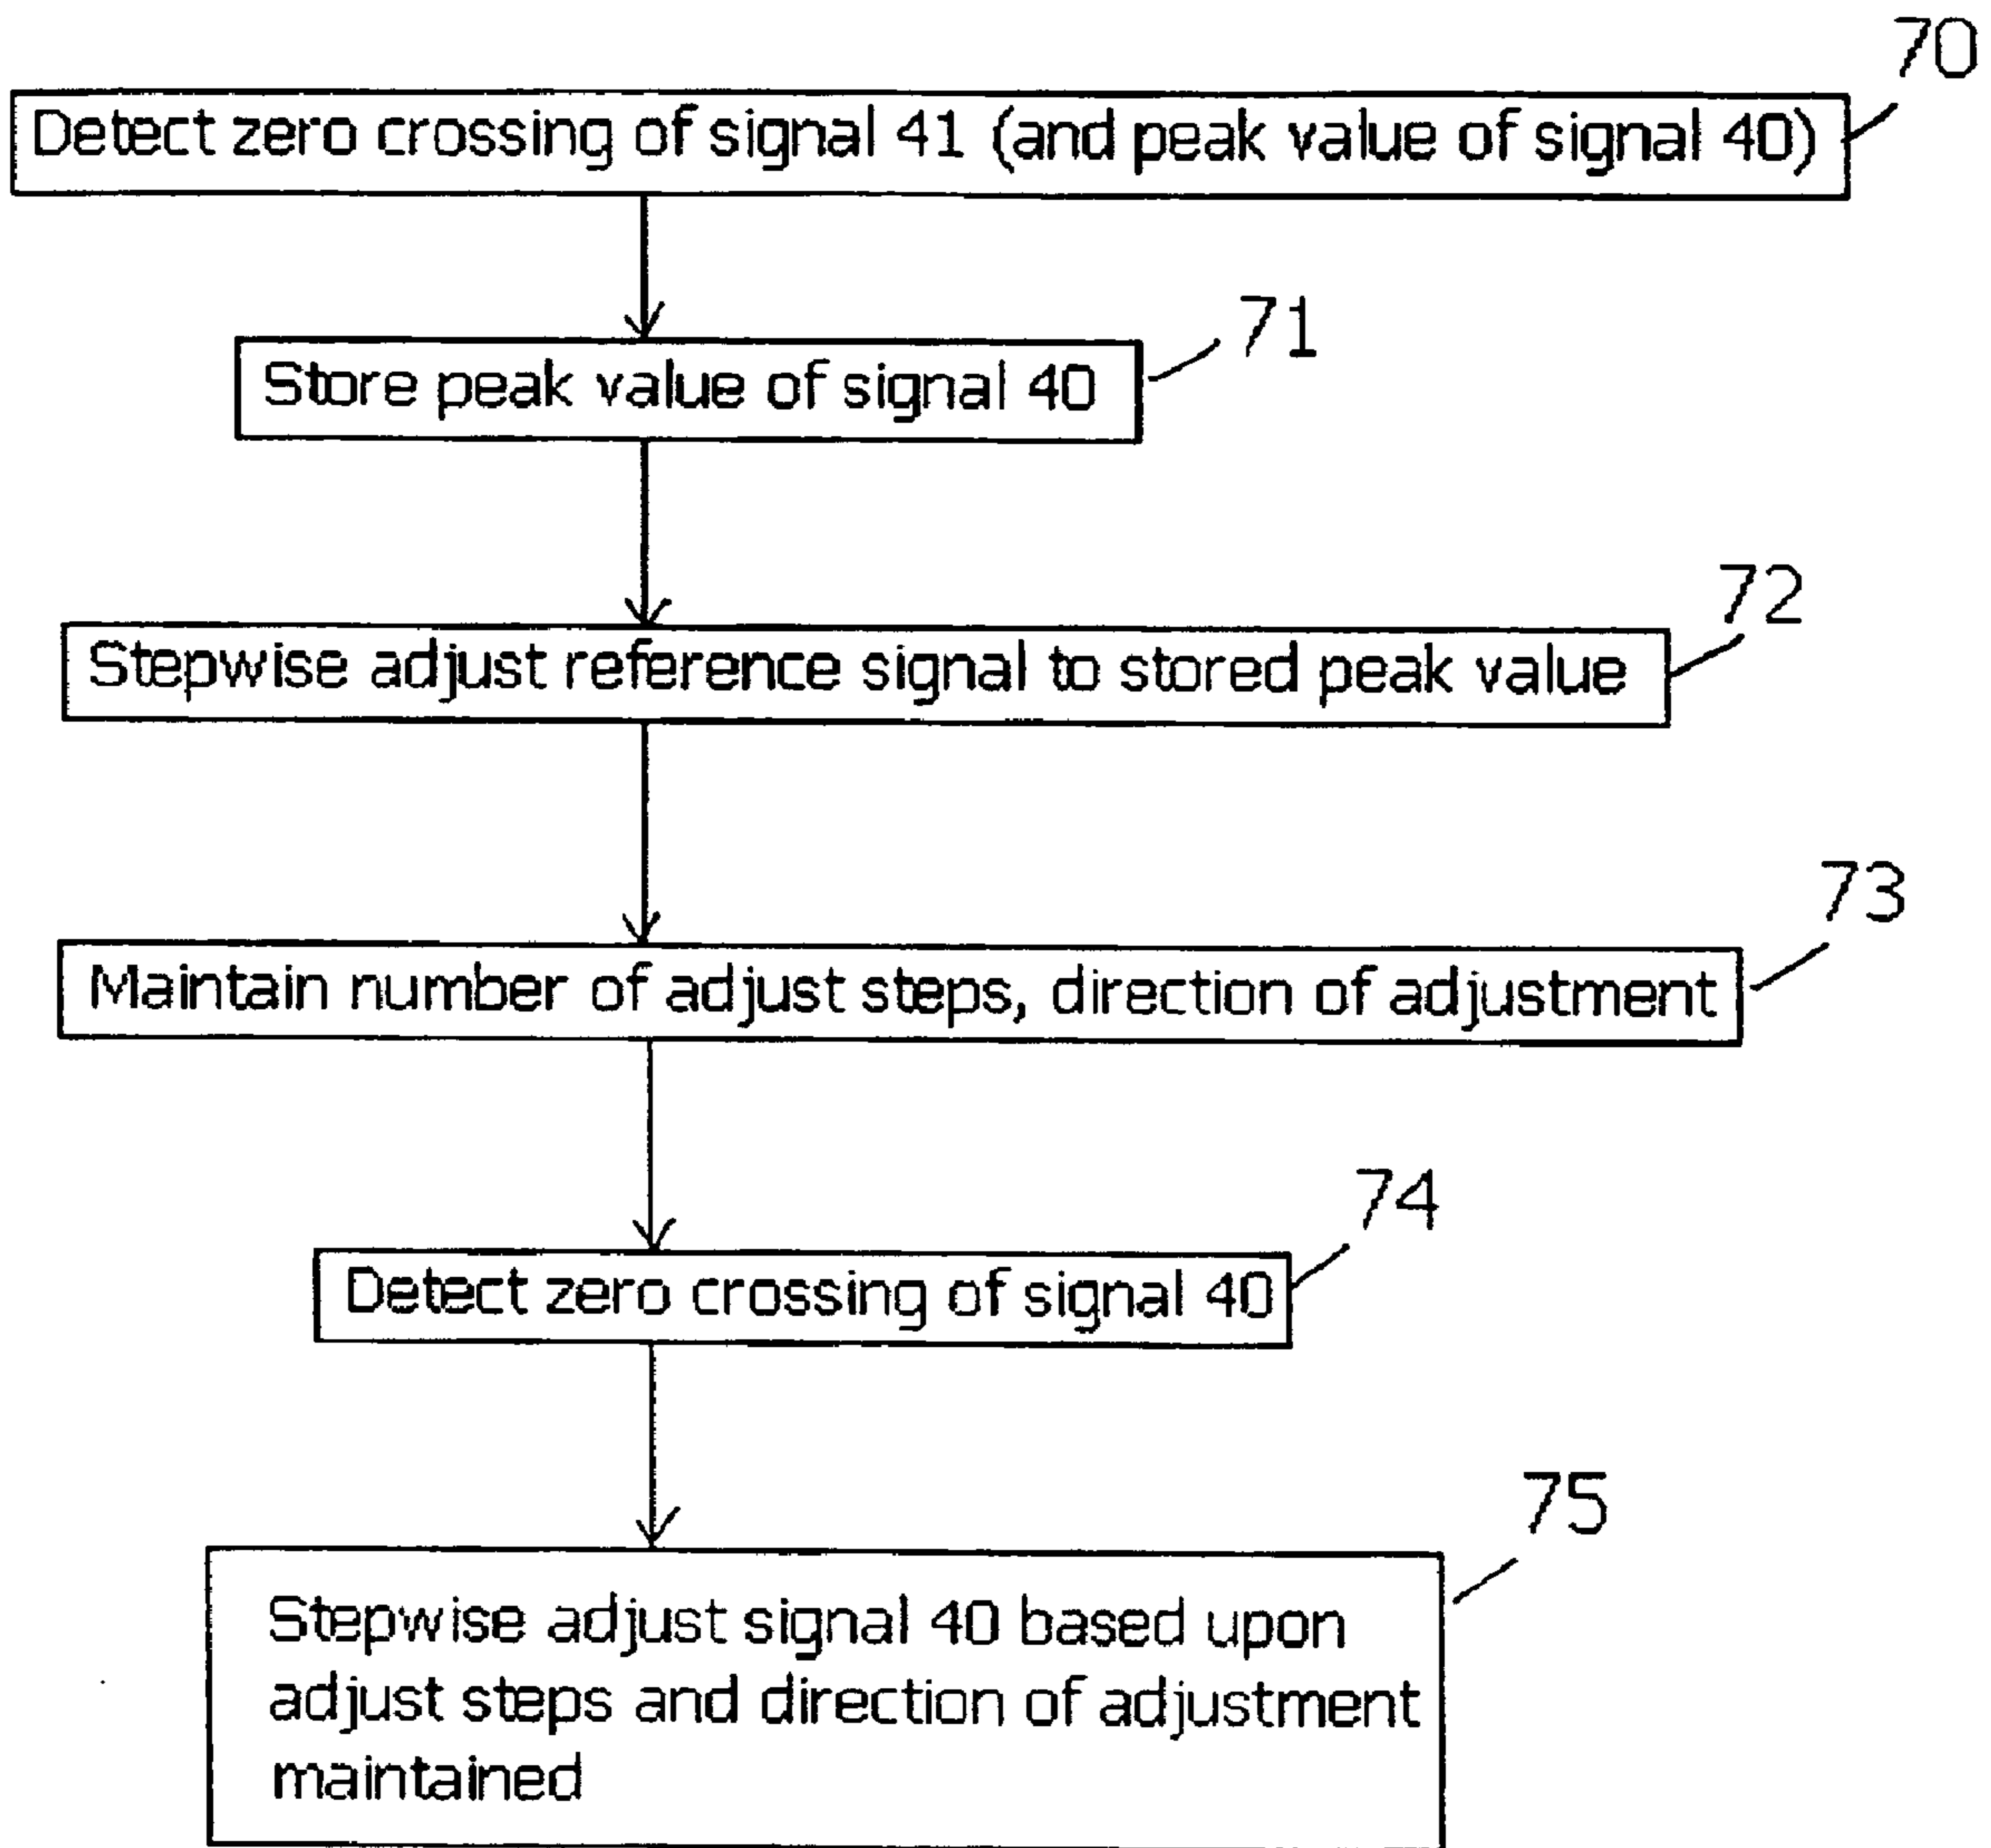 70
Detect zero crossing of signal 41 (and peak value of signal 40)
71
Store peak value of signal 40
72
Stepwise adjust reference signal to stored peak value
73
Maintain number of adjust steps, direction of adjustment
74
Detect zero crossing of signal 40
75
Stepwise adjust signal 40 based upon
adjust steps and direction of adjustment
maintained